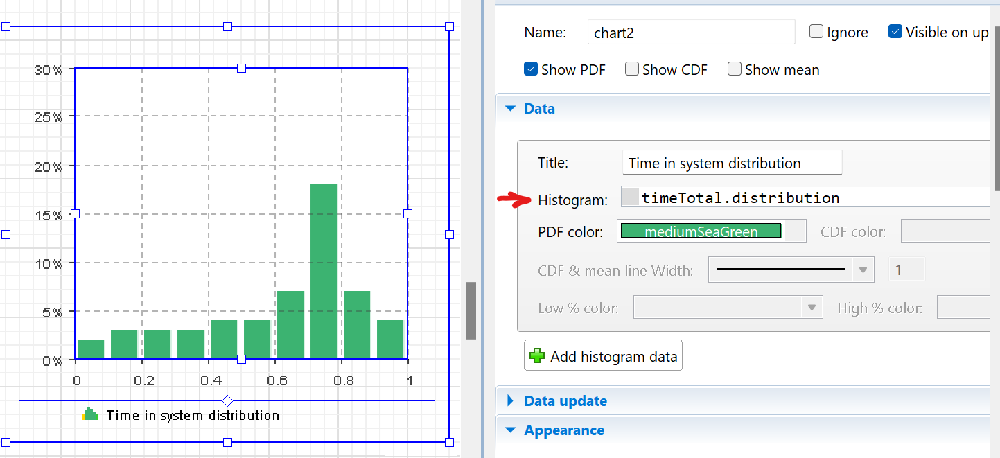 30%
25%
20%
15%
10%
5%
0%
0 0.2 0.4 0.6 0.8 1
Time in system distribution
Name: chart2 Ignore Visible on up
Show PDF Show CDF Show mean
Data
Title: Time in system distribution
Histogram: timeTotal.distribution
PDF color: mediumSeaGreen CDF color:
CDF & mean line Width: 1
Low % color: High % color:
Add histogram data
Data update
Appearance